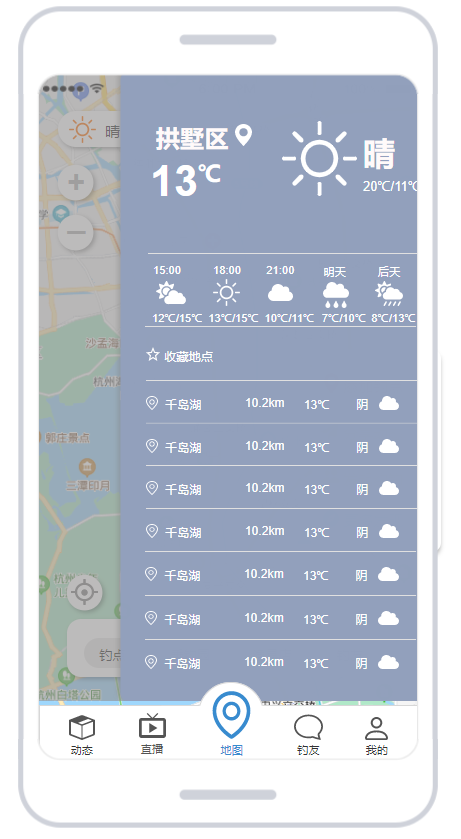 晴
拱墅区
13℃
晴
20℃/11℃
15:00 18:00 21:00 明天 后天
12℃/15℃ 13℃/15℃ 10℃/11℃ 7℃/10℃ 8℃/13℃
学
沙孟海
收藏地点
杭州
千岛湖 10.2km 13℃ 阴
郭庄景点
千岛湖 10.2km 13℃ 阴
三潭印月
千岛湖 10.2km 13℃ 阴
千岛湖 10.2km 13℃ 阴
杭州
儿
千岛湖 10.2km 13℃ 阴
千岛湖 10.2km 13℃ 阴
钓点
千岛湖 10.2km 13℃ 阴
杭州白塔公园
动态 直播 地图 钓友 我的